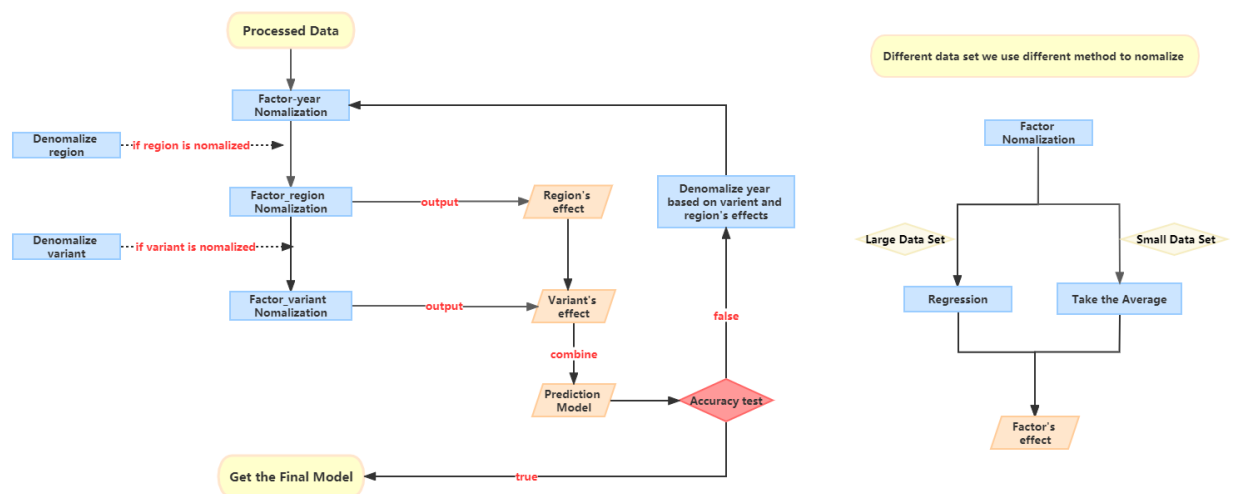 Processed Data
Factor-year
Nomalization
Denomalize
region
if region is nomalized
Factor_region
Nomalization
output
Region's
effect
Denomalize
variant
if variant is nomalized
Factor_variant
Nomalization
output
Variant's
effect
combine
Prediction
Model
Accuracy test
false
Denomalize year
based on varient and
region's effects
true
Get the Final Model
Different data set we use different method to nomalize
Factor
Nomalization
Large Data Set
Small Data Set
Regression
Take the Average
Factor's
effect